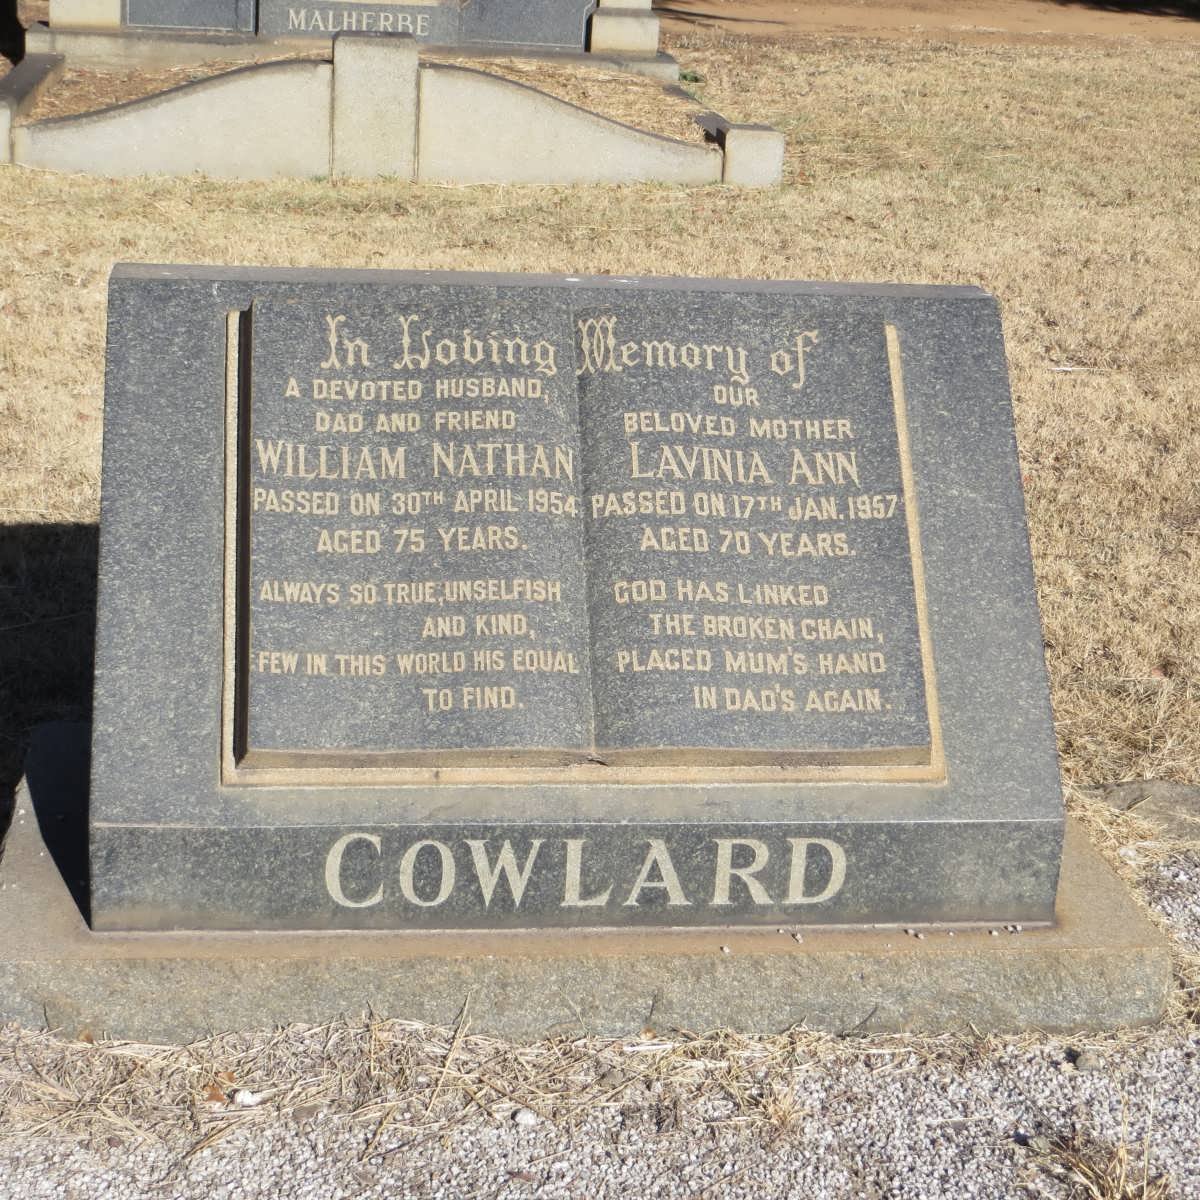 MALHERBE
In Loving Memory of
A DEVOTED HUSBAND,
DAD AND FRIEND
WILLIAM NATHAN
PASSED ON 30TH APRIL 1954
AGED 75 YEARS.
ALWAYS SO TRUE, UNSELFISH
AND KIND,
FEW IN THIS WORLD HIS EQUAL
TO FIND.
OUR
BELOVED MOTHER
LAVINIA ANN
PASSED ON 17TH JAN. 1957
AGED 70 YEARS.
GOD HAS LINKED
THE BROKEN CHAIN,
PLACED MUM'S HAND
IN DAD'S AGAIN.
COWLARD